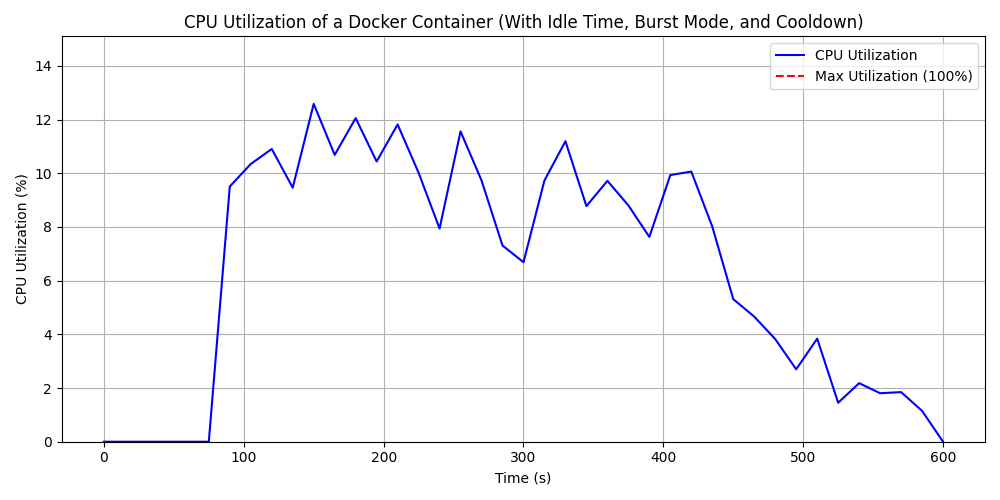 CPU Utilization of a Docker Container (With Idle Time, Burst Mode, and Cooldown)
CPU Utilization
Max Utilization (100%)
CPU Utilization (%)
14
12
10
8
6
4
2
0
0 100 200 300 400 500 600
Time (s)